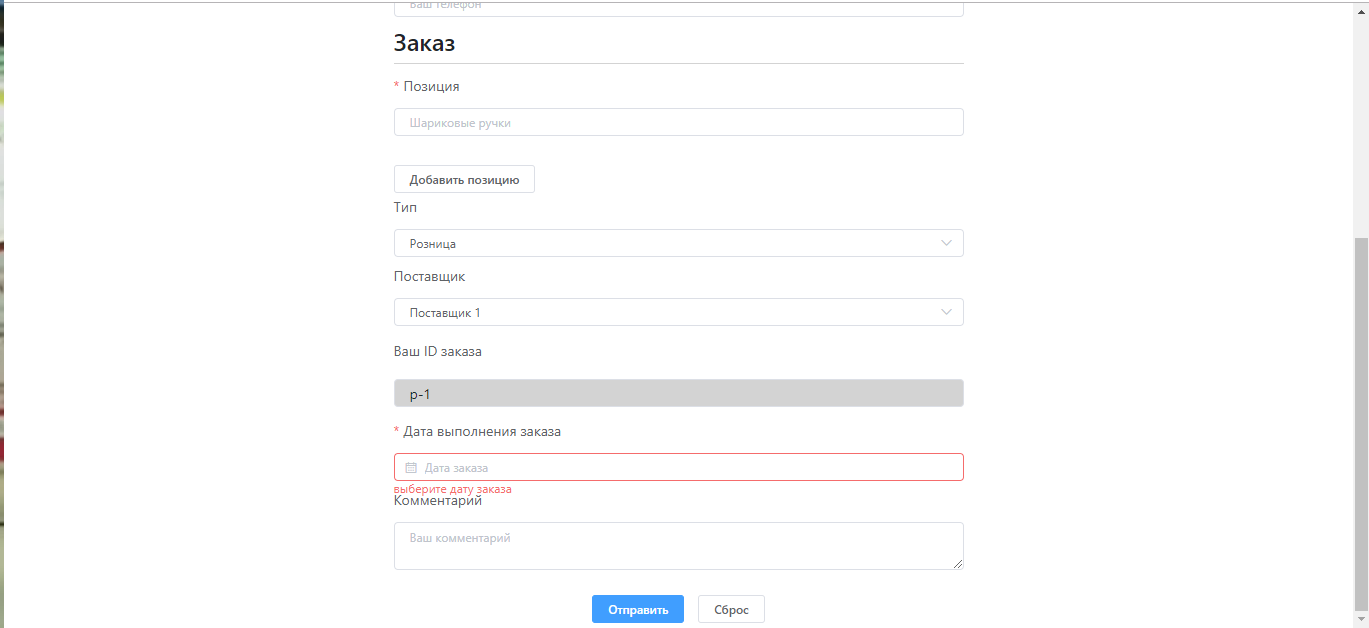 Ваш телефон
Заказ
* Позиция
Шариковые ручки
Добавить позицию
Тип
Розница
Поставщик
Поставщик 1
Ваш ID заказа
р-1
* Дата выполнения заказа
Дата заказа
выберите дату заказа
Комментарий
Ваш комментарий
Отправить Сброс